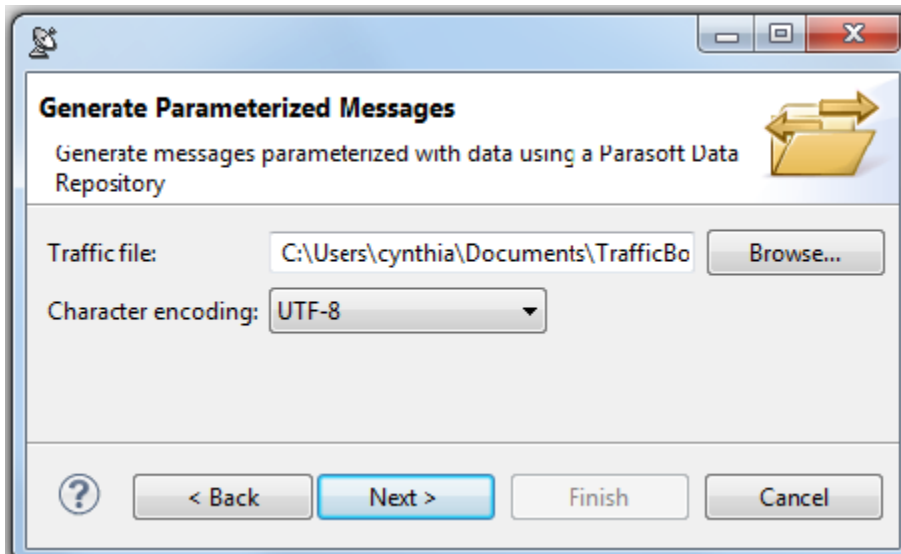 Generate Parameterized Messages
Generate messages parameterized with data using a Parasoft Data
Repository
Traffic file: C:\Users\cynthia\Documents\TrafficBo Browse...
Character encoding: UTF-8
? < Back Next > Finish Cancel